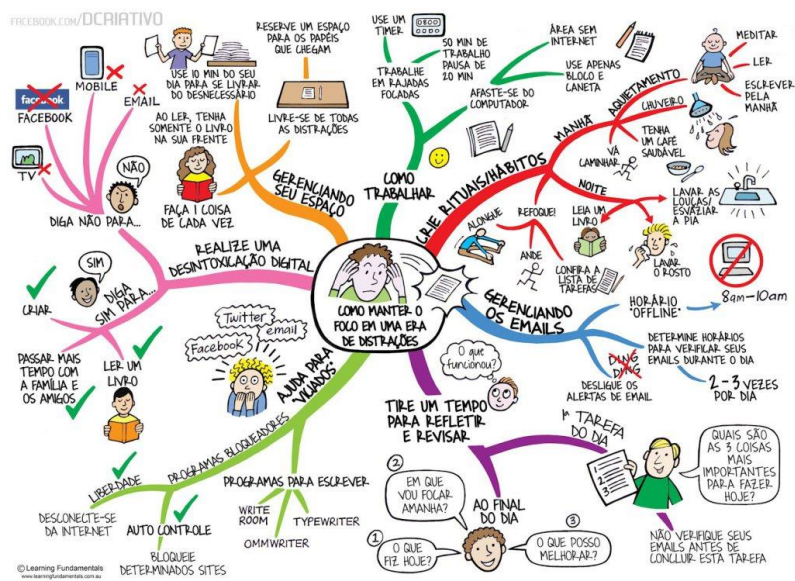 FACEBOOK.COM/DCRIATIVO
COMO MANTER O
FOCO EM UMA ERA
DE DISTRAÇÕES
COMO
TRABALHAR
USE UM
TIMER
50 MIN DE
TRABALHO
PAUSA DE
20 MIN
TRABALHE
EM RAJADAS
FOCADAS
AFASTE-SE DO
COMPUTADOR
ÁREA SEM
INTERNET
USE APENAS
BLOCO E
CANETA
CRIE RITUAIS/HÁBITOS
MANHÃ
AQUIETAMENTO
MEDITAR
LER
ESCREVER
PELA
MANHÃ
CHUVEIRO
TENHA
UM CAFÉ
SAUDÁVEL
VÁ
CAMINHAR
NOITE
LAVAR AS
LOUÇAS/
ESVAZIAR
A PIA
LEIA UM
LIVRO
LAVAR
O ROSTO
REFOQUE!
ALONGUE
ANDE
CONFIRA A
LISTA DE
TAREFAS
GERENCIANDO
OS EMAILS
HORÁRIO
"OFFLINE"
8am-10am
DETERMINE HORÁRIOS
PARA VERIFICAR SEUS
EMAILS DURANTE O DIA
2-3 VEZES
POR DIA
DING
DING
DESLIGUE OS
ALERTAS DE EMAIL
TIRE UM TEMPO
PARA REFLETIR
E REVISAR
O que
funcionou?
1ª TAREFA
DO DIA
1
2
3
QUAIS SÃO
AS 3 COISAS
MAIS
IMPORTANTES
PARA FAZER
HOJE?
NÃO VERIFIQUE SEUS
EMAILS ANTES DE
CONCLUIR ESTA TAREFA
AO FINAL
DO DIA
1
O QUE
FIZ HOJE?
2
EM QUE
VOU FOCAR
AMANHA?
3
O QUE POSSO
MELHORAR?
AJUDA PARA
VICIADOS
Twitter
email
Facebook
PROGRAMAS BLOQUEADORES
LIBERDADE
DESCONECTE-SE
DA INTERNET
AUTO CONTROLE
BLOQUEIE
DETERMINADOS SITES
PROGRAMAS PARA ESCREVER
WRITE
ROOM
OMMWRITER
TYPEWRITER
REALIZE UMA
DESINTOXICAÇÃO DIGITAL
DIGA NÃO PARA...
NÃO
TV
facebook
FACEBOOK
MOBILE
EMAIL
DIGA
SIM PARA...
SIM
CRIAR
PASSAR MAIS
TEMPO COM
A FAMÍLIA E
OS AMIGOS
LER UM
LIVRO
GERENCIANDO
SEU ESPAÇO
USE 10 MIN DO SEU
DIA PARA SE LIVRAR
DO DESNECESSÁRIO
RESERVE UM ESPAÇO
PARA OS PAPÉIS
QUE CHEGAM
LIVRE-SE DE TODAS
AS DISTRAÇÕES
AO LER, TENHA
SOMENTE O LIVRO
NA SUA FRENTE
FAÇA 1 COISA
DE CADA VEZ
© Learning Fundamentals
www.learningfundamentals.com.au